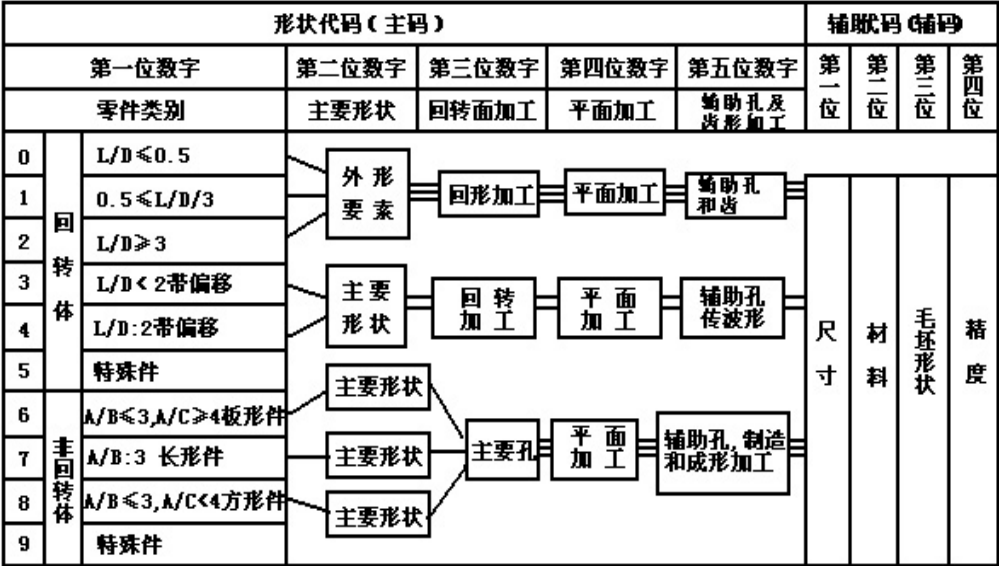 形状代码(主码)
辅助代码(辅码)
第一位数字
第二位数字
第三位数字
第四位数字
第五位数字
第一位
第二位
第三位
第四位
零件类别
主要形状
回转面加工
平面加工
辅助孔及
齿形加工
0
L/D≤0.5
1
0.5≤L/D/3
2
L/D≥3
3
L/D<2带偏移
4
L/D:2带偏移
5
特殊件
6
A/B≤3,A/C≥4板形件
7
A/B:3 长形件
8
A/B≤3,A/C<4方形件
9
特殊件
回转体
非回转体
外形
要素
回形加工
平面加工
辅助孔
和齿
主要
形状
回转
加工
平面
加工
辅助孔
传波形
主要形状
主要形状
主要形状
主要孔
平面
加工
辅助孔,制造
和成形加工
尺寸
材料
毛坯形状
精度